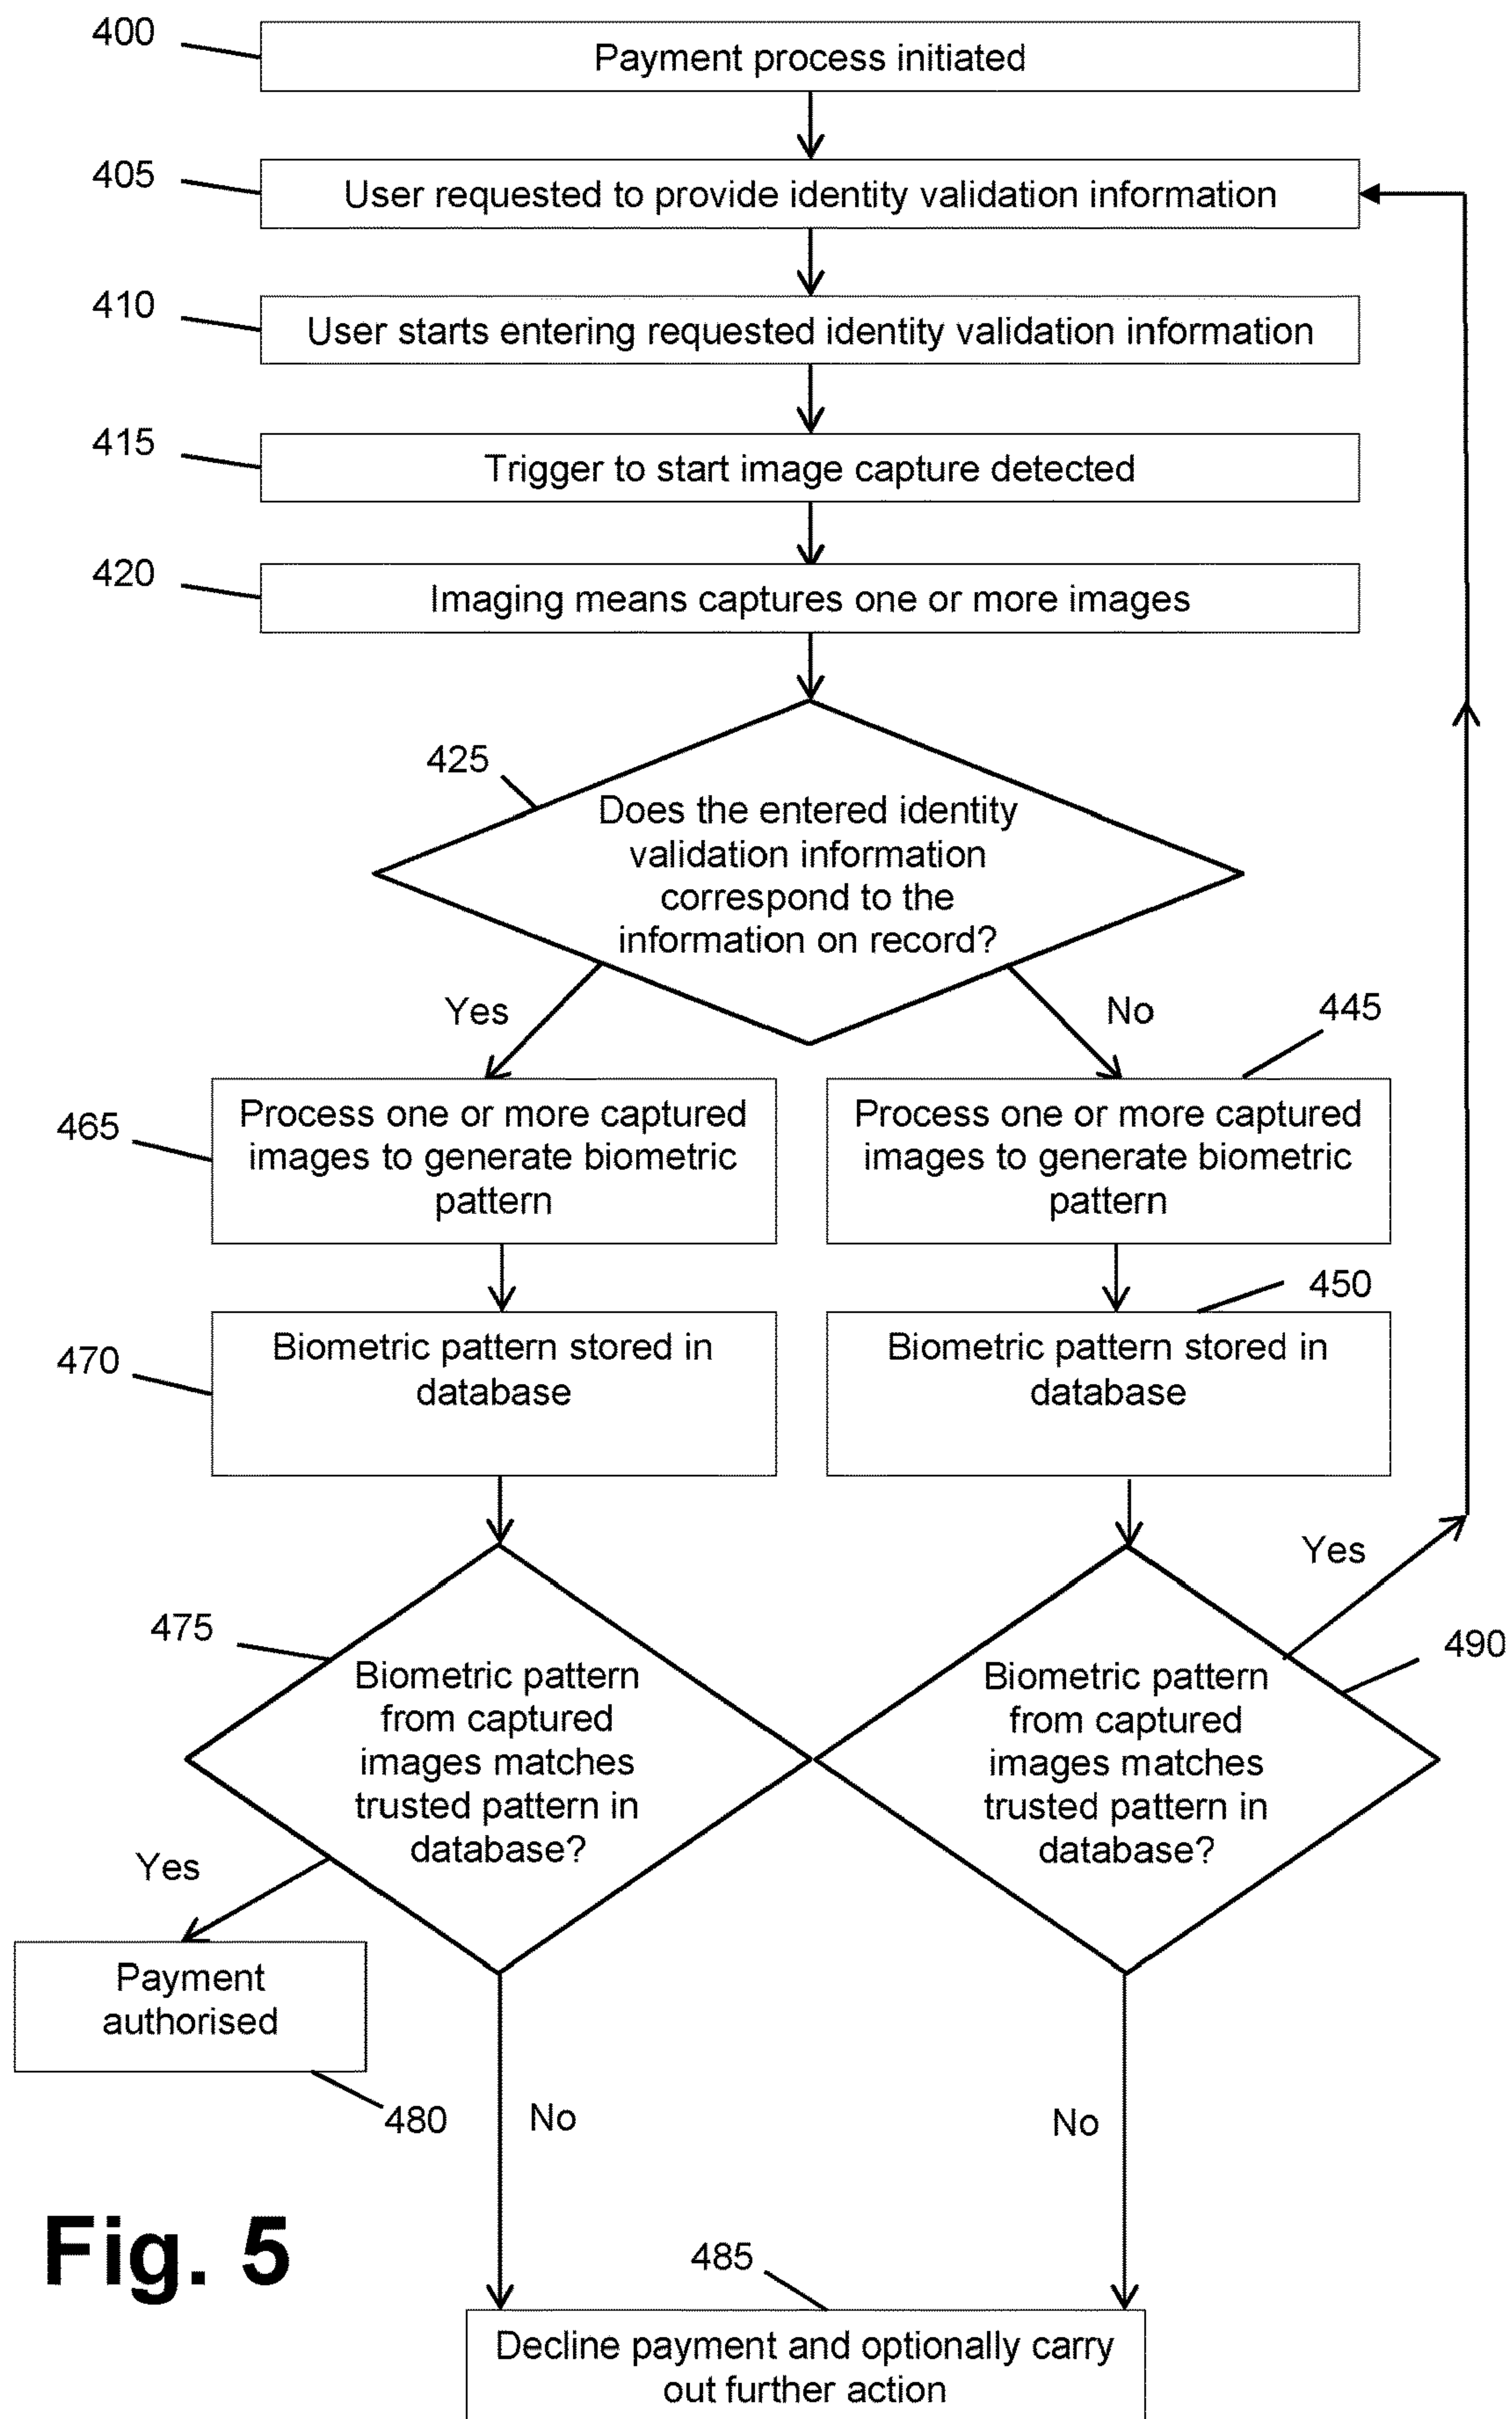 400
Payment process initiated
405
User requested to provide identity validation information
410
User starts entering requested identity validation information
415
Trigger to start image capture detected
420
Imaging means captures one or more images
425
Does the entered identity
validation information
correspond to the
information on record?
Yes
No
445
465
Process one or more captured
images to generate biometric
pattern
Process one or more captured
images to generate biometric
pattern
450
470
Biometric pattern stored in
database
Biometric pattern stored in
database
Yes
475
490
Biometric pattern
from captured
images matches
trusted pattern in
database?
Biometric pattern
from captured
images matches
trusted pattern in
database?
Yes
Payment
authorised
480
No
No
Fig. 5
485
Decline payment and optionally carry
out further action